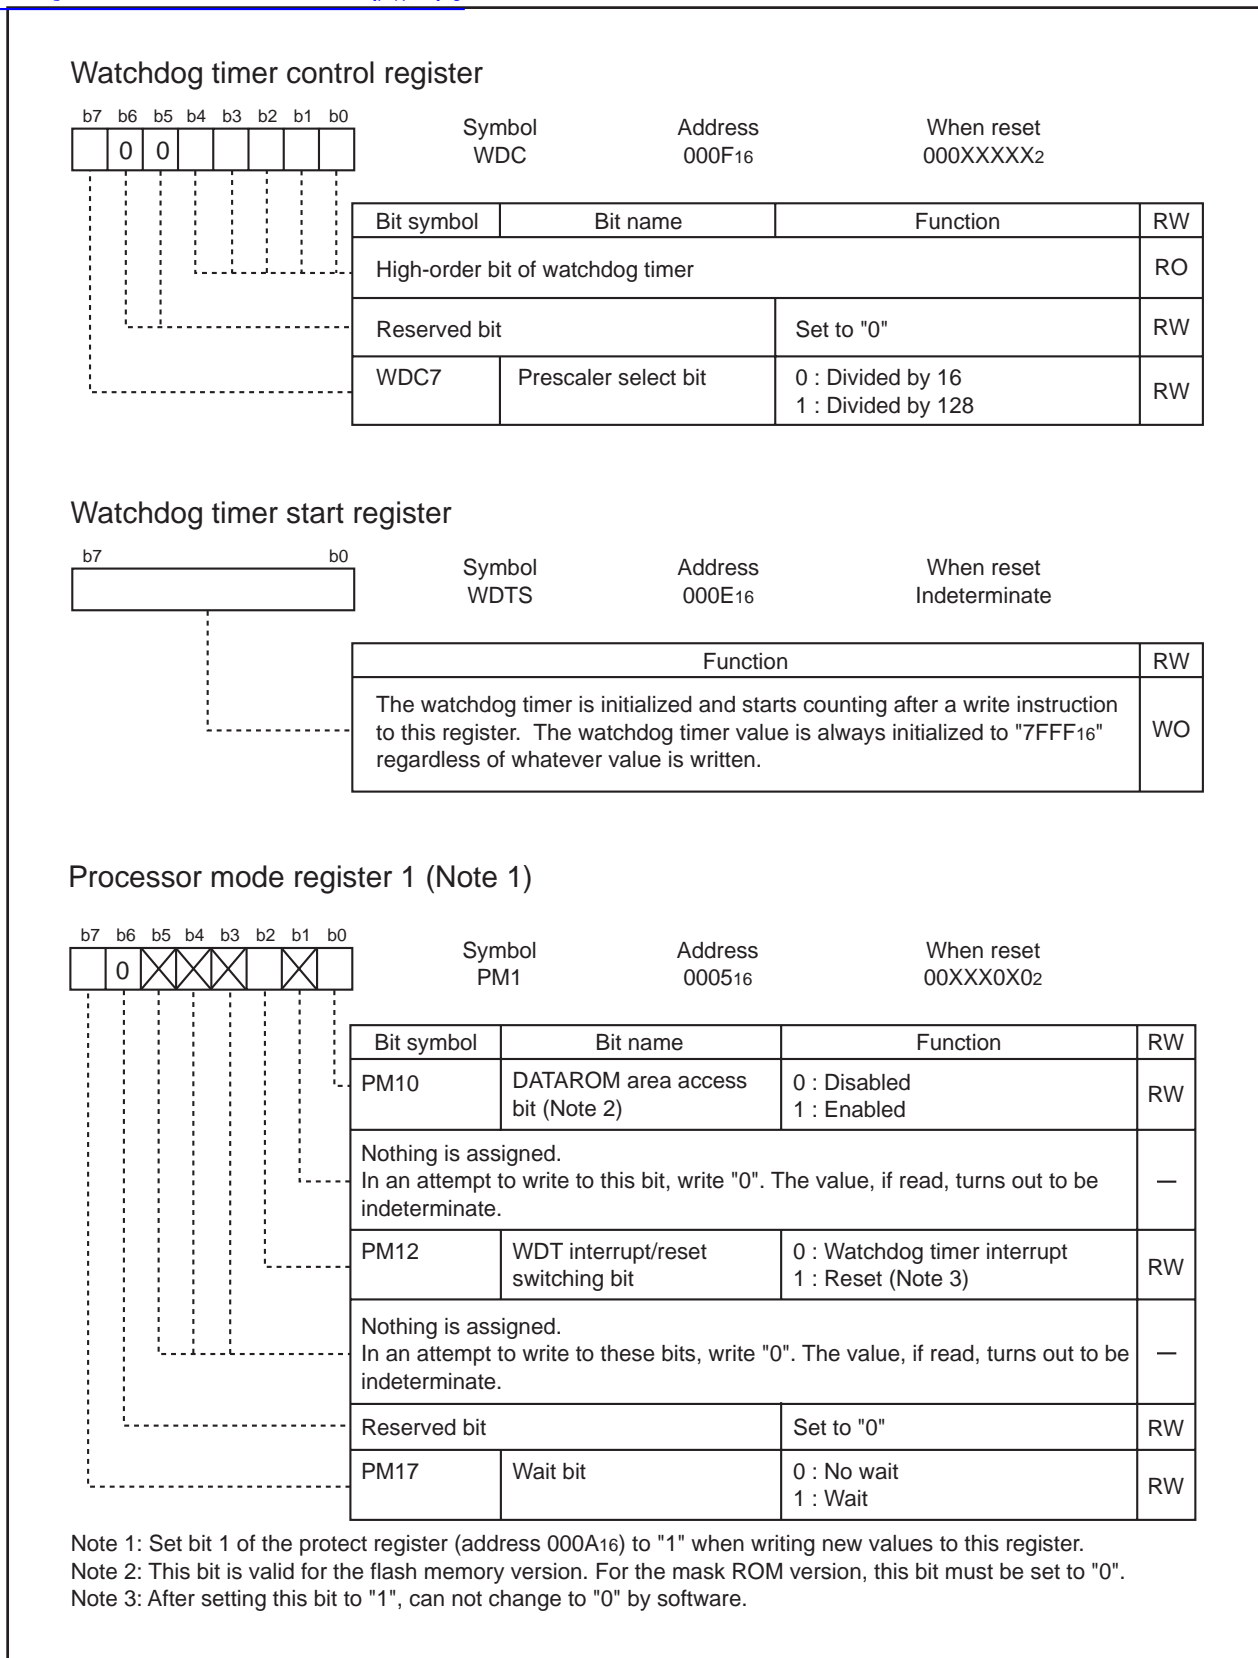 Watchdog timer control register
b7 b6 b5 b4 b3 b2 b1 b0
Symbol Address When reset
0 0
WDC 000F16 000XXXXX2
Bit symbol Bit name Function RW
High-order bit of watchdog timer RO
Reserved bit Set to "0" RW
WDC7 Prescaler select bit 0 : Divided by 16
1 : Divided by 128 RW
Watchdog timer start register
b7 b0
Symbol Address When reset
WDTS 000E16 Indeterminate
Function RW
The watchdog timer is initialized and starts counting after a write instruction
to this register. The watchdog timer value is always initialized to "7FFF16" WO
regardless of whatever value is written.
Processor mode register 1 (Note 1)
b7 b6 b5 b4 b3 b2 b1 b0
Symbol Address When reset
0
PM1 000516 00XXX0X02
Bit symbol Bit name Function RW
PM10 DATAROM area access 0 : Disabled
bit (Note 2) 1 : Enabled RW
Nothing is assigned.
In an attempt to write to this bit, write "0". The value, if read, turns out to be —
indeterminate.
PM12 WDT interrupt/reset 0 : Watchdog timer interrupt
switching bit 1 : Reset (Note 3) RW
Nothing is assigned.
In an attempt to write to these bits, write "0". The value, if read, turns out to be —
indeterminate.
Reserved bit Set to "0" RW
PM17 Wait bit 0 : No wait
1 : Wait RW
Note 1: Set bit 1 of the protect register (address 000A16) to "1" when writing new values to this register.
Note 2: This bit is valid for the flash memory version. For the mask ROM version, this bit must be set to "0".
Note 3: After setting this bit to "1", can not change to "0" by software.